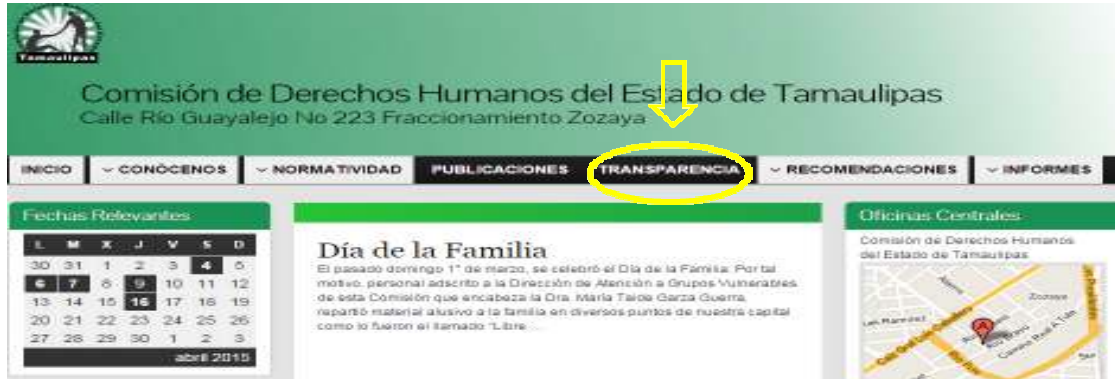 Tamaulipas
Comisión de Derechos Humanos del Estado de Tamaulipas
Calle Río Guayalejo No 223 Fraccionamiento Zozaya
INICIO
CONÓCENOS
NORMATIVIDAD
PUBLICACIONES
TRANSPARENCIA
RECOMENDACIONES
INFORMES
Fechas Relevantes
L M X J V S D
30 31 1 2 3 4 5
6 7 8 9 10 11 12
13 14 15 16 17 18 19
20 21 22 23 24 25 26
27 28 29 30 1 2 3
abril 2015
Día de la Familia
El pasado domingo 1° de marzo, se celebró el Día de la Familia. Por tal
motivo, personal adscrito a la Dirección de Atención a Grupos Vulnerables
de esta Comisión que encabeza la Dra. María Taide Garza Guerra,
repartió material alusivo a la familia en diversos puntos de nuestra capital
como lo fueron el llamado "Libre...
Oficinas Centrales
Comisión de Derechos Humanos
del Estado de Tamaulipas
Zozaya
A
Rio Bravo
Camino Real A Tula